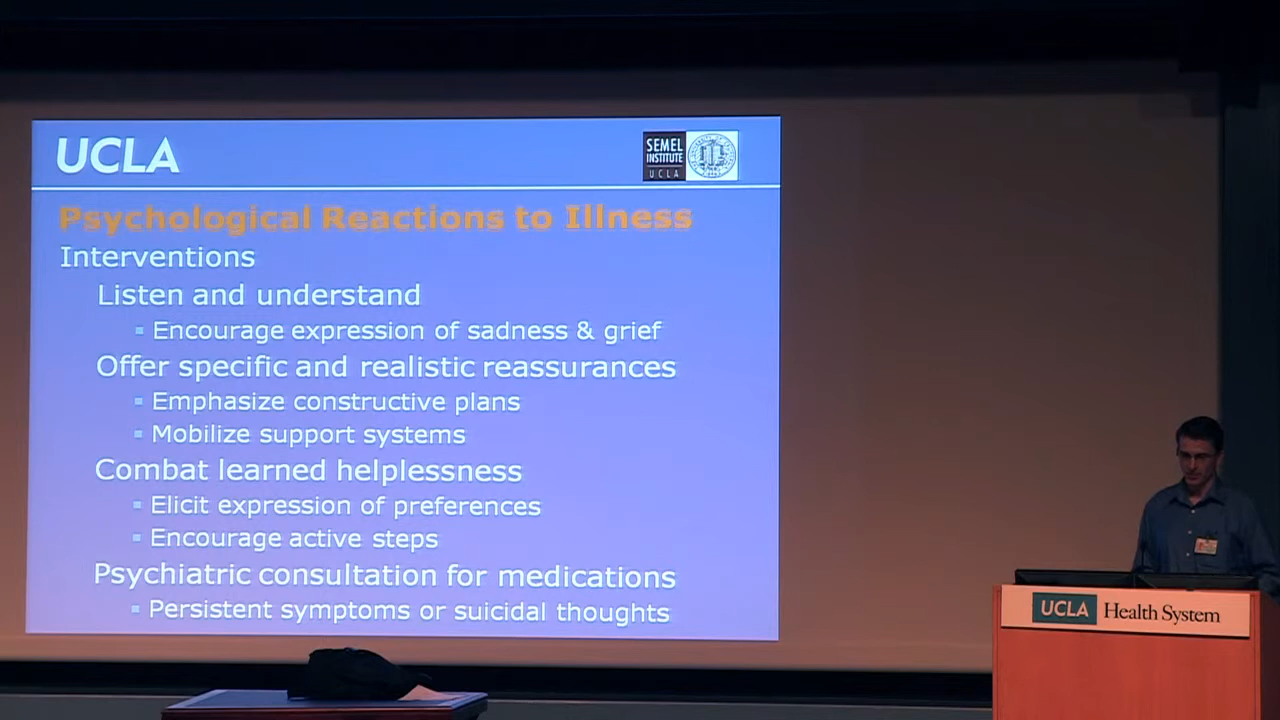 UCLA
SEMEL
INSTITUTE
UCLA
Psychological Reactions to Illness
Interventions
Listen and understand
Encourage expression of sadness & grief
Offer specific and realistic reassurances
Emphasize constructive plans
Mobilize support systems
Combat learned helplessness
Elicit expression of preferences
Encourage active steps
Psychiatric consultation for medications
Persistent symptoms or suicidal thoughts
UCLA Health System